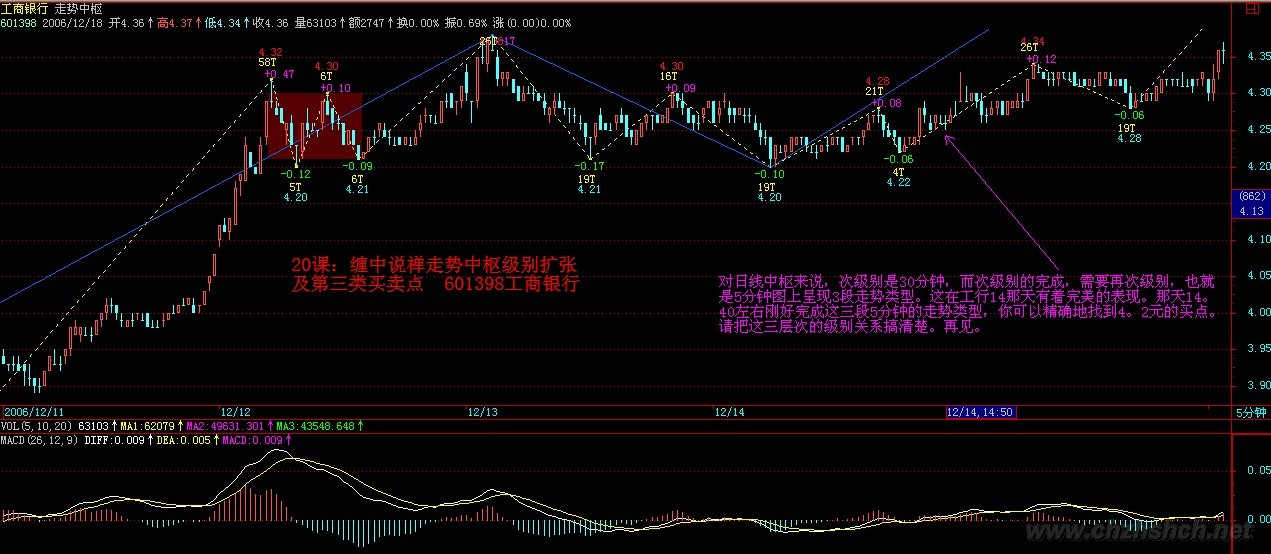 工商银行 走势中枢
601398 2006/12/18 开4.36↑高4.37↑低4.34↑收4.36 量63103↑额2747↑换0.00% 振0.69% 涨(0.00)0.00%
4.32
58T
+0.47
4.30
6T
+0.10
-0.12
5T
4.20
-0.09
6T
4.21
-0.17
19T
4.21
4.30
16T
+0.09
-0.10
19T
4.20
4.28
21T
+0.08
-0.06
4T
4.22
4.34
26T
+0.12
-0.06
19T
4.28
4.35
4.30
4.25
4.20
(862)
4.13
4.10
4.05
4.00
3.95
3.90
20课：缠中说禅走势中枢级别扩张
及第三类买卖点 601398工商银行
对日线中枢来说，次级别是30分钟，而次级别的完成，需要再次级别，也就
是5分钟图上呈现3段走势类型。这在工行14那天有着完美的表现。那天14。
40左右刚好完成这三段5分钟的走势类型，你可以精确地找到4。2元的买点。
请把这三层次的级别关系搞清楚。再见。
2006/12/11 12/12 12/13 12/14 12/14,14:50 5分钟
VOL(5,10,20) 63103↑MA1:62079↑MA2:49631.301↑MA3:43548.648↑
MACD(26,12,9) DIFF:0.009↑DEA:0.005↑MACD:0.009↑
0.05
0.00
www.chzhshch.net